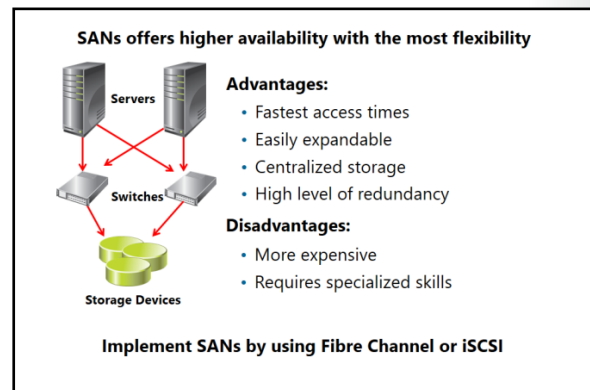 SANs offers higher availability with the most flexibility
Servers
Switches
Storage Devices
Advantages:
• Fastest access times
• Easily expandable
• Centralized storage
• High level of redundancy
Disadvantages:
• More expensive
• Requires specialized skills
Implement SANs by using Fibre Channel or iSCSI